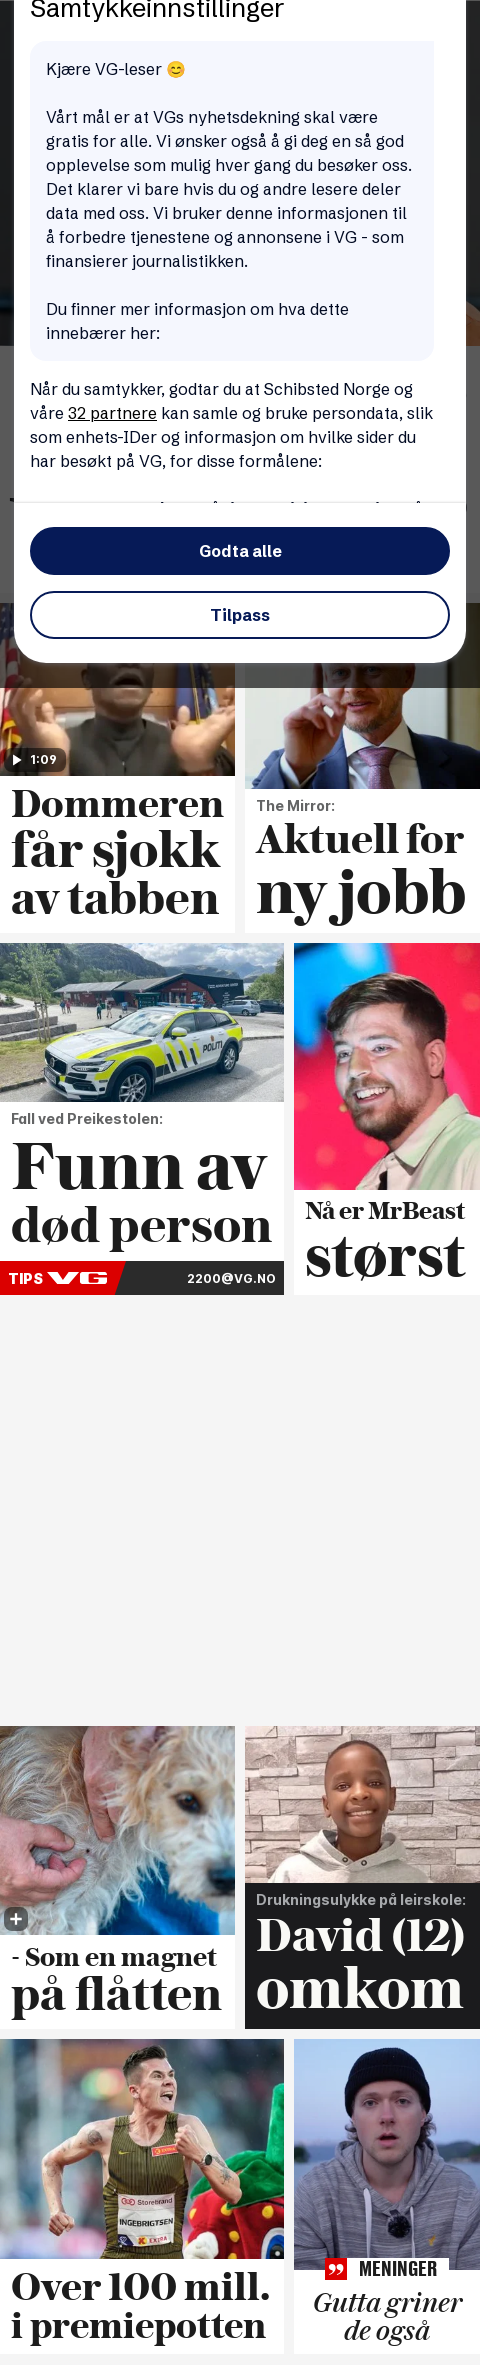 Samtykkeinnstillinger
Kjære VG-leser 😊
Vårt mål er at VGs nyhetsdekning skal være
gratis for alle. Vi ønsker også å gi deg en så god
opplevelse som mulig hver gang du besøker oss.
Det klarer vi bare hvis du og andre lesere deler
data med oss. Vi bruker denne informasjonen til
å forbedre tjenestene og annonsene i VG - som
finansierer journalistikken.
Du finner mer informasjon om hva dette
innebærer her:
Når du samtykker, godtar du at Schibsted Norge og
våre 32 partnere kan samle og bruke persondata, slik
som enhets-IDer og informasjon om hvilke sider du
har besøkt på VG, for disse formålene:
Godta alle
Tilpass
1:09
Dommeren
får sjokk
av tabben
The Mirror:
Aktuell for
ny jobb
POLITI
Fall ved Preikestolen:
Funn av
død person
TIPS VG
2200@VG.NO
Nå er MrBeast
størst
- Som en magnet
på flåtten
Drukningsulykke på leirskole:
David (12)
omkom
Storebrand
INGEBRIGTSEN
Over 100 mill.
i premiepotten
MENINGER
Gutta griner
de også